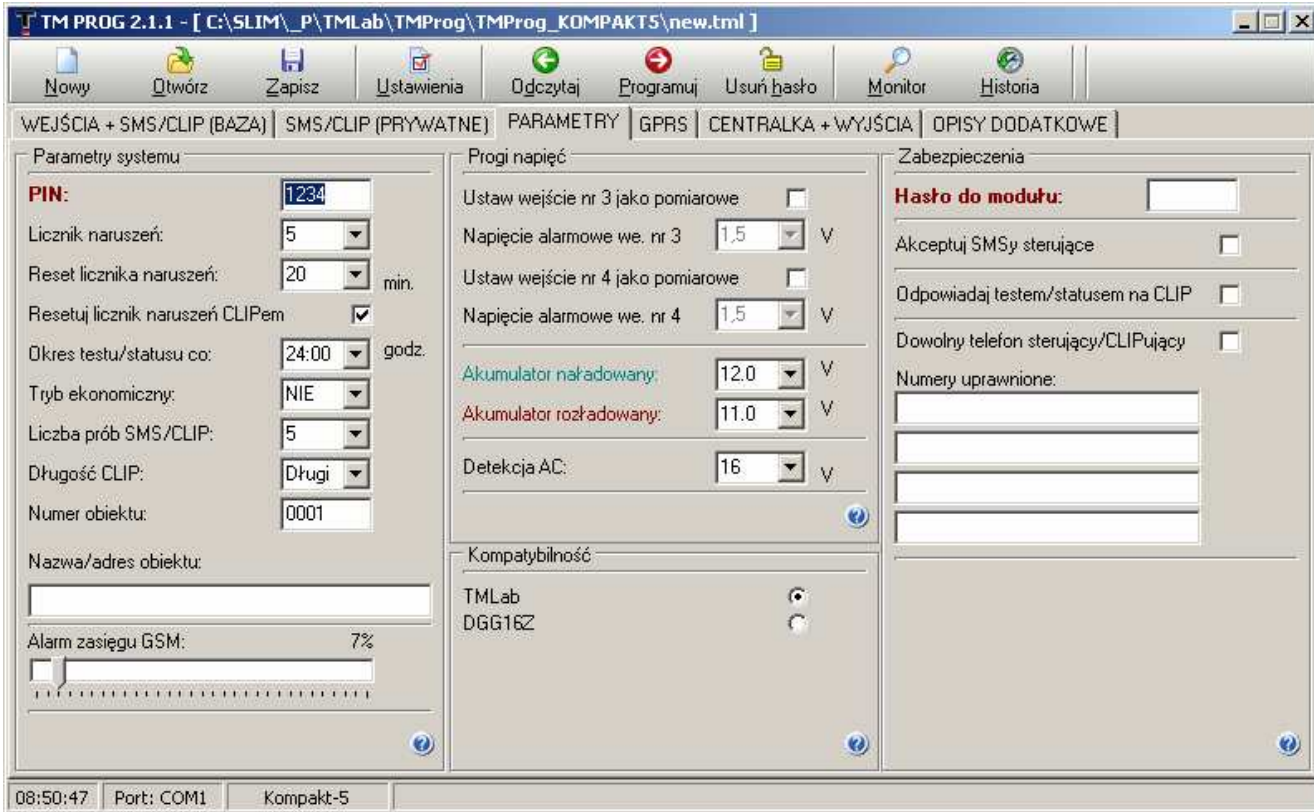 TM PROG 2.1.1 - [ C:\SLIM\_P\TMLab\TMProg\TMProg_KOMPAKT5\new.tml ]
Nowy Otwórz Zapisz Ustawienia Odczytaj Programuj Usuń hasło Monitor Historia
WEJŚCIA + SMS/CLIP (BAZA) SMS/CLIP (PRYWATNE) PARAMETRY GPRS CENTRALKA + WYJŚCIA OPISY DODATKOWE
Parametry systemu
PIN: 1234
Licznik naruszeń: 5
Reset licznika naruszeń: 20 min.
Resetuj licznik naruszeń CLIPem
Okres testu/statusu co: 24:00 godz.
Tryb ekonomiczny: NIE
Liczba prób SMS/CLIP: 5
Długość CLIP: Długi
Numer obiektu: 0001
Nazwa/adres obiektu:
Alarm zasięgu GSM: 7%
Progi napięć
Ustaw wejście nr 3 jako pomiarowe
Napięcie alarmowe we. nr 3 1,5 V
Ustaw wejście nr 4 jako pomiarowe
Napięcie alarmowe we. nr 4 1,5 V
Akumulator naładowany: 12.0 V
Akumulator rozładowany: 11.0 V
Detekcja AC: 16 V
Kompatybilność
TMLab
DGG16Z
Zabezpieczenia
Hasło do modułu:
Akceptuj SMSy sterujące
Odpowiadaj testem/statusem na CLIP
Dowolny telefon sterujący/CLIPujący
Numery uprawnione:
08:50:47 Port: COM1 Kompakt-5